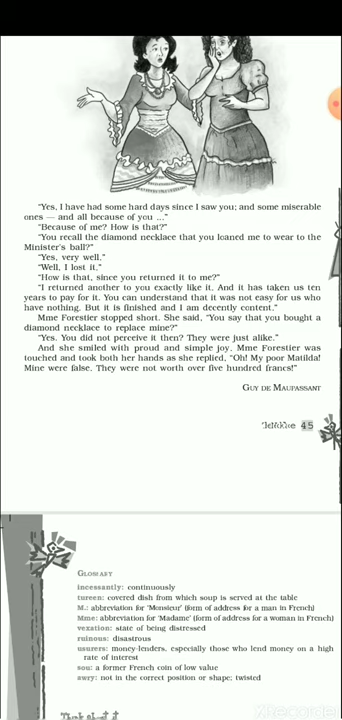 "Yes, I have had some hard days since I saw you; and some miserable
ones — and all because of you ..."
"Because of me? How is that?"
"You recall the diamond necklace that you loaned me to wear to the
Minister's ball?"
"Yes, very well."
"Well, I lost it."
"How is that, since you returned it to me?"
"I returned another to you exactly like it. And it has taken us ten
years to pay for it. You can understand that it was not easy for us who
have nothing. But it is finished and I am decently content."
Mme Forestier stopped short. She said, "You say that you bought a
diamond necklace to replace mine?"
"Yes. You did not perceive it then? They were just alike."
And she smiled with proud and simple joy. Mme Forestier was
touched and took both her hands as she replied, "Oh! My poor Matilda!
Mine were false. They were not worth over five hundred francs!"
GUY DE MAUPASSANT
45
GLOSSARY
incessantly: continuously
tureen: covered dish from which soup is served at the table
M.: abbreviation for 'Monsieur' (form of address for a man in French)
Mme: abbreviation for 'Madame' (form of address for a woman in French)
vexation: state of being distressed
ruinous: disastrous
usurers: money-lenders, especially those who lend money on a high
rate of interest
sou: a former French coin of low value
awry: not in the correct position or shape; twisted
Think about it